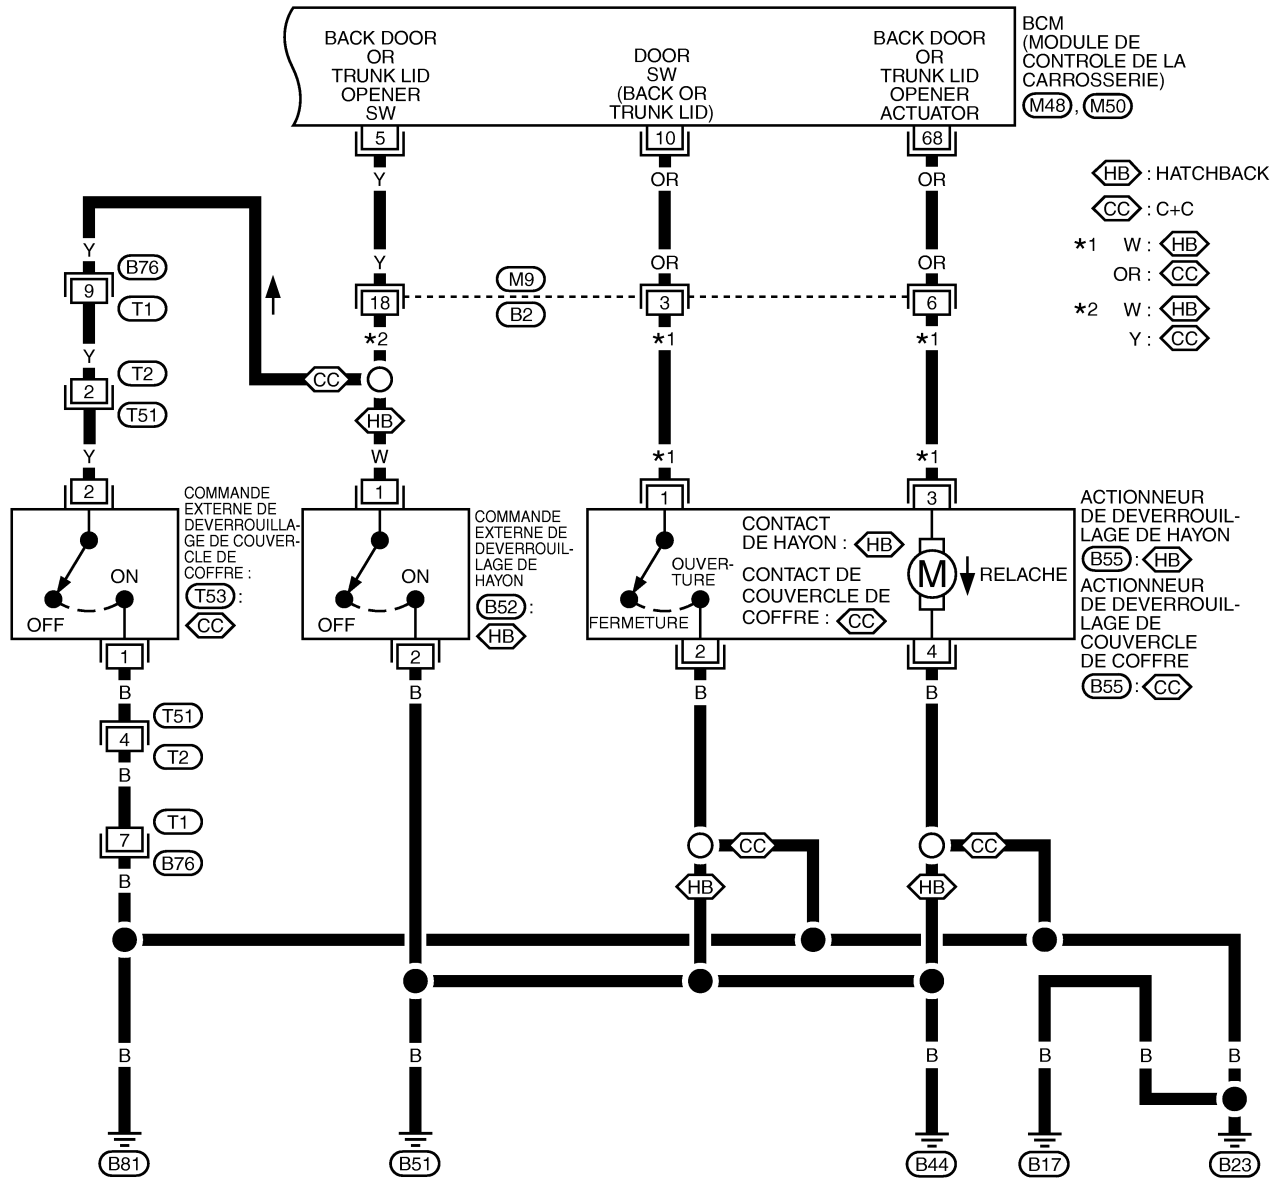 BACK DOOR
OR
TRUNK LID
OPENER
SW
DOOR
SW
(BACK OR
TRUNK LID)
BACK DOOR
OR
TRUNK LID
OPENER
ACTUATOR
BCM
(MODULE DE
CONTROLE DE LA
CARROSSERIE)
M48 , M50
5
10
68
Y
OR
OR
HB : HATCHBACK
CC : C+C
*1 W : HB
OR : CC
*2 W : HB
Y : CC
Y
B76
9
T1
Y
OR
OR
M9
18
3
6
B2
*2
*1
*1
Y
T2
2
T51
CC
HB
Y
W
*1
*1
2
1
1
3
COMMANDE
EXTERNE DE
DEVERROUILLA-
GE DE COUVER-
CLE DE
COFFRE :
T53 :
CC
ON
OFF
COMMANDE
EXTERNE DE
DEVERROUIL-
LAGE DE
HAYON
B52 :
HB
ON
OFF
CONTACT
DE HAYON : HB
OUVER-
TURE
CONTACT DE
COUVERCLE DE
COFFRE : CC
FERMETURE
M
RELACHE
ACTIONNEUR
DE DEVERROUIL-
LAGE DE HAYON
B55 : HB
ACTIONNEUR
DE DEVERROUIL-
LAGE DE
COUVERCLE
DE COFFRE
B55 : CC
1
2
2
4
B
B
B
B
T51
4
T2
B
T1
7
B76
B
CC
CC
HB
HB
B
B
B
B
B
B
B81
B51
B44
B17
B23